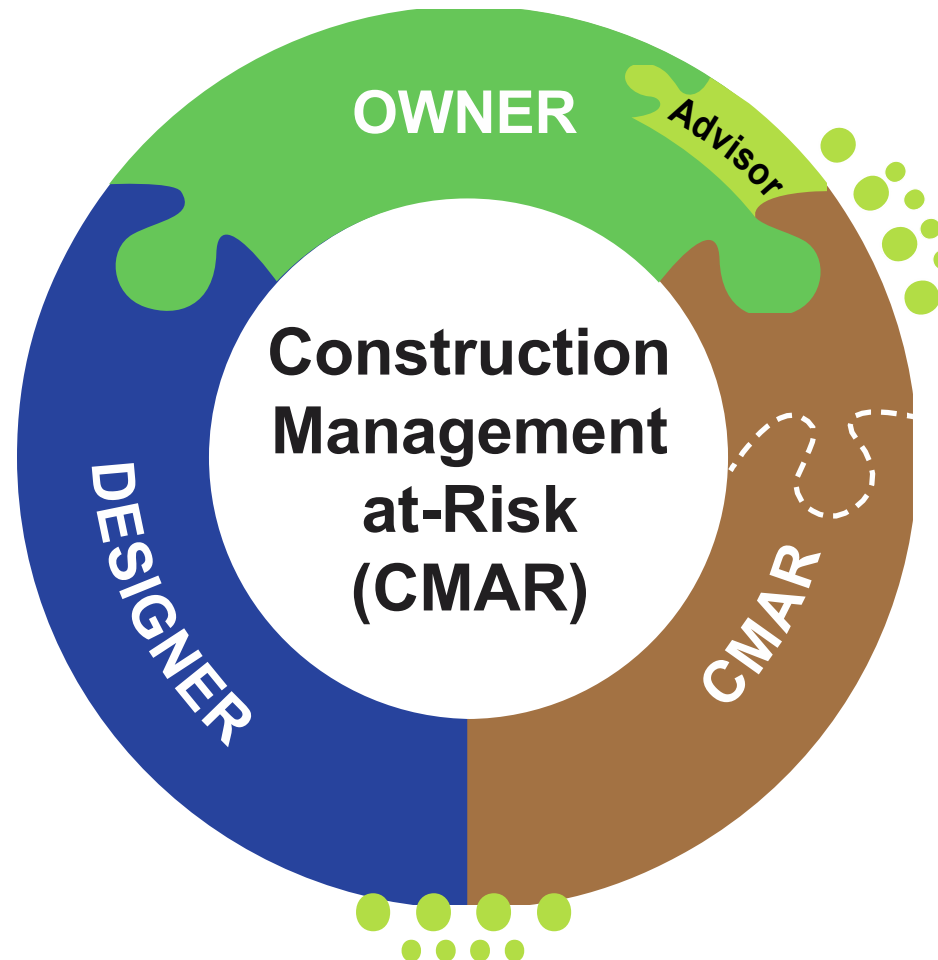 OWNER
Advisor
Construction
Management
at-Risk
(CMAR)
DESIGNER
CMAR